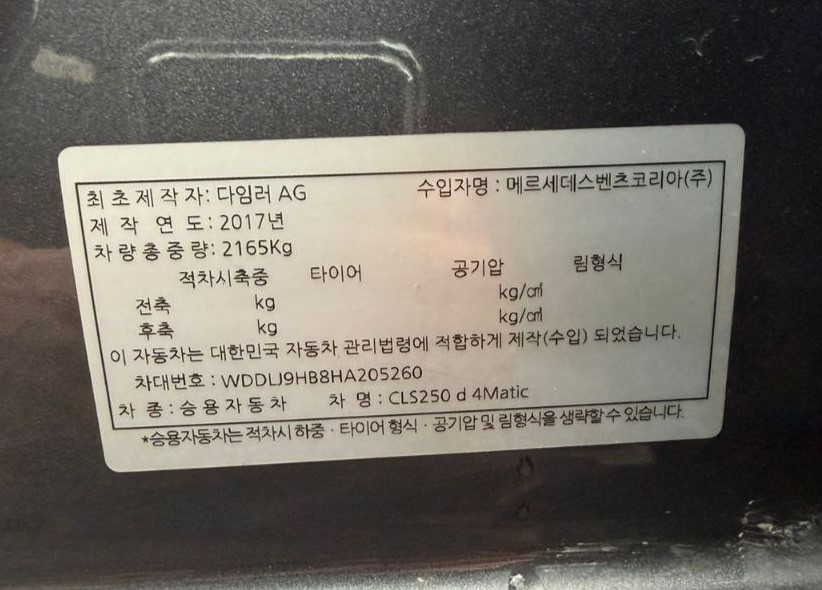 최초제작자: 다임러 AG 수입자명 : 메르세데스벤츠코리아(주)
제 작 연 도 : 2017년
차량총중량: 2165Kg
적차시축중 타이어 공기압 림형식
전축 kg kg/㎠
후축 kg kg/㎠
이 자동차는 대한민국 자동차 관리법령에 적합하게 제작(수입) 되었습니다.
차대번호 : WDDLJ9HB8HA205260
차 종 : 승용자동차 차 명 : CLS250 d 4Matic
*승용자동차는 적차시 하중 · 타이어 형식 · 공기압 및 림형식을 생략할 수 있습니다.